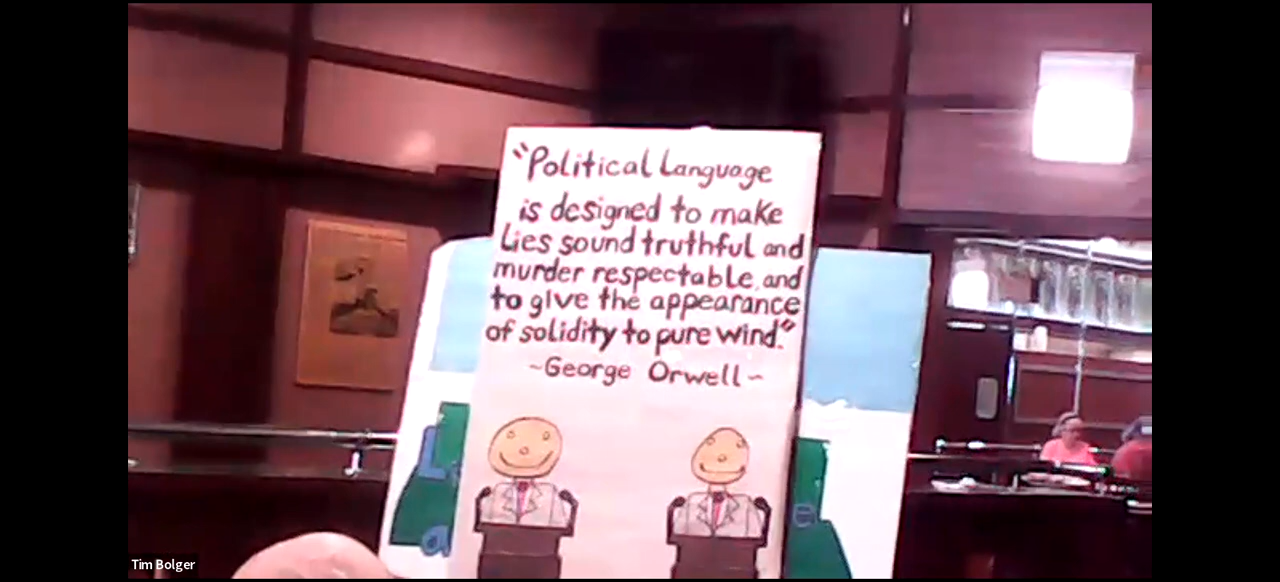 "Political Language
is designed to make
Lies sound truthful and
murder respectable, and
to give the appearance
of solidity to pure wind."
~George Orwell~
L
a
e
Tim Bolger